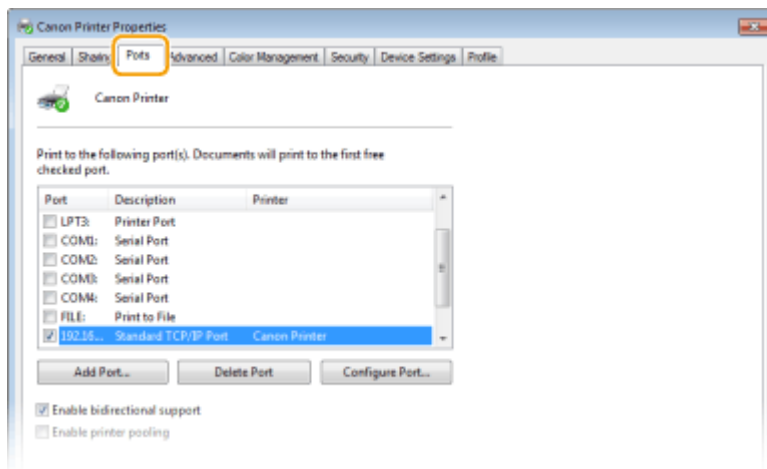 Canon Printer Properties
General Sharing Ports Advanced Color Management Security Device Settings Profile
Canon Printer
Print to the following port(s). Documents will print to the first free
checked port.
Port Description Printer
LPT3: Printer Port
COM1: Serial Port
COM2: Serial Port
COM3: Serial Port
COM4: Serial Port
FILE: Print to File
192.16... Standard TCP/IP Port Canon Printer
Add Port... Delete Port Configure Port...
Enable bidirectional support
Enable printer pooling